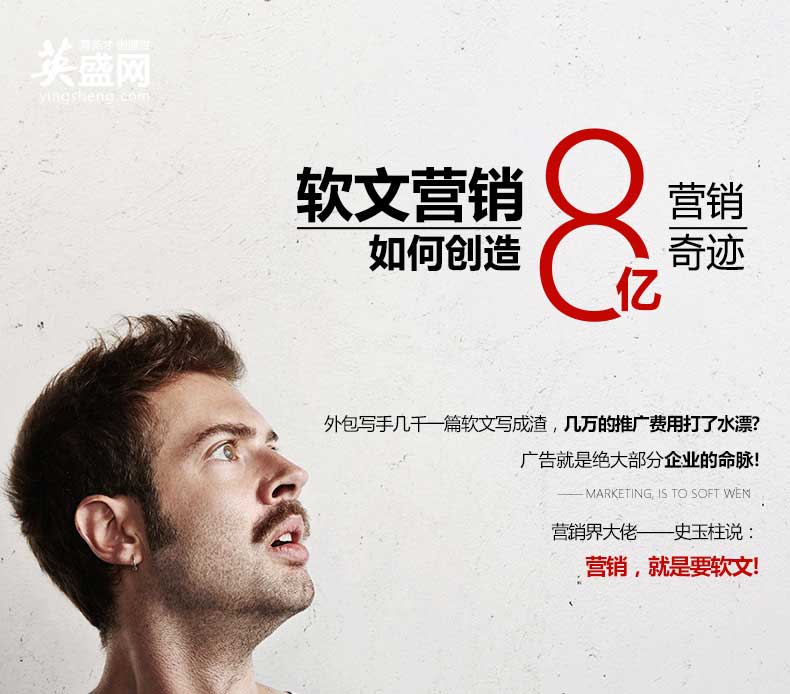 英盛网
yingsheng.com
软文营销
如何创造
8亿
营销
奇迹
外包写手几千一篇软文写成渣，几万的推广费用打了水漂?
广告就是绝大部分企业的命脉!
——MARKETING, IS TO SOFT WEN
营销界大佬——史玉柱说：
营销，就是要软文!